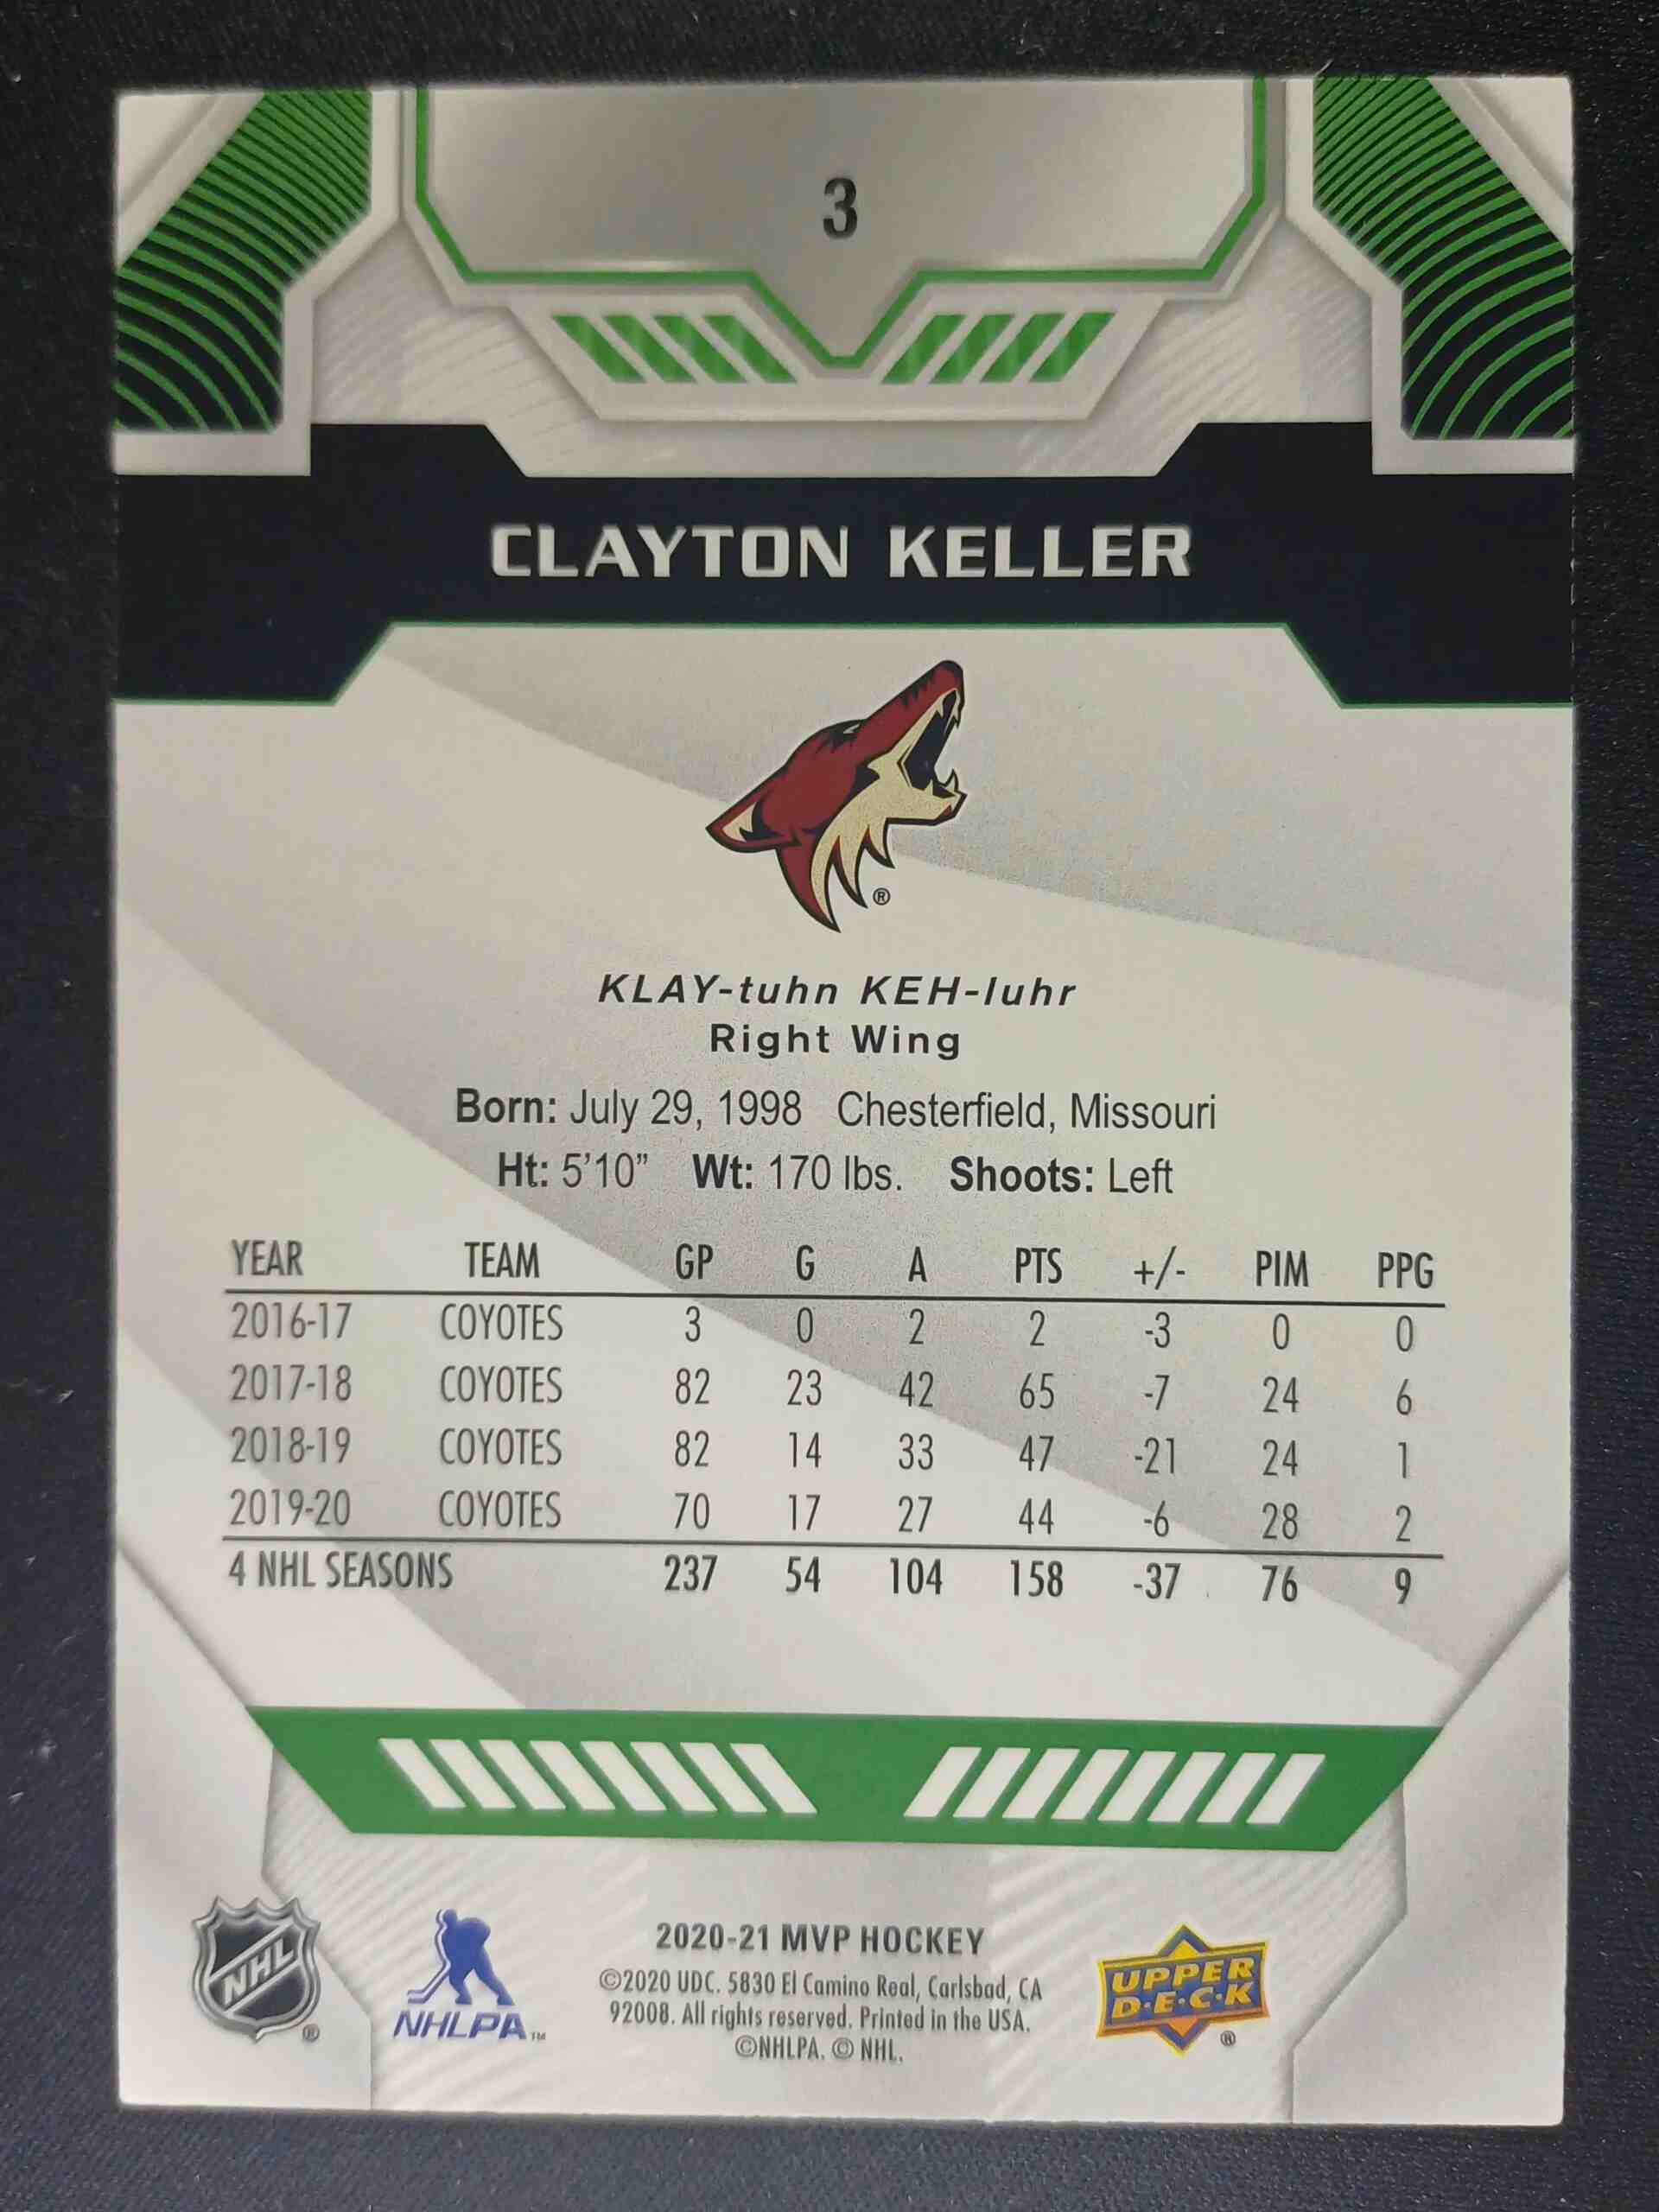 3
CLAYTON KELLER
®
KLAY-tuhn KEH-luhr
Right Wing
Born: July 29, 1998 Chesterfield, Missouri
Ht: 5'10" Wt: 170 lbs. Shoots: Left
YEAR TEAM GP G A PTS +/- PIM PPG
2016-17 COYOTES 3 0 2 2 -3 0 0
2017-18 COYOTES 82 23 42 65 -7 24 6
2018-19 COYOTES 82 14 33 47 -21 24 1
2019-20 COYOTES 70 17 27 44 -6 28 2
4 NHL SEASONS 237 54 104 158 -37 76 9
NHL ®
NHLPA TM
2020-21 MVP HOCKEY
©2020 UDC. 5830 El Camino Real, Carlsbad, CA
92008. All rights reserved. Printed in the USA.
©NHLPA. © NHL.
UPPER
D·E·C·K
®